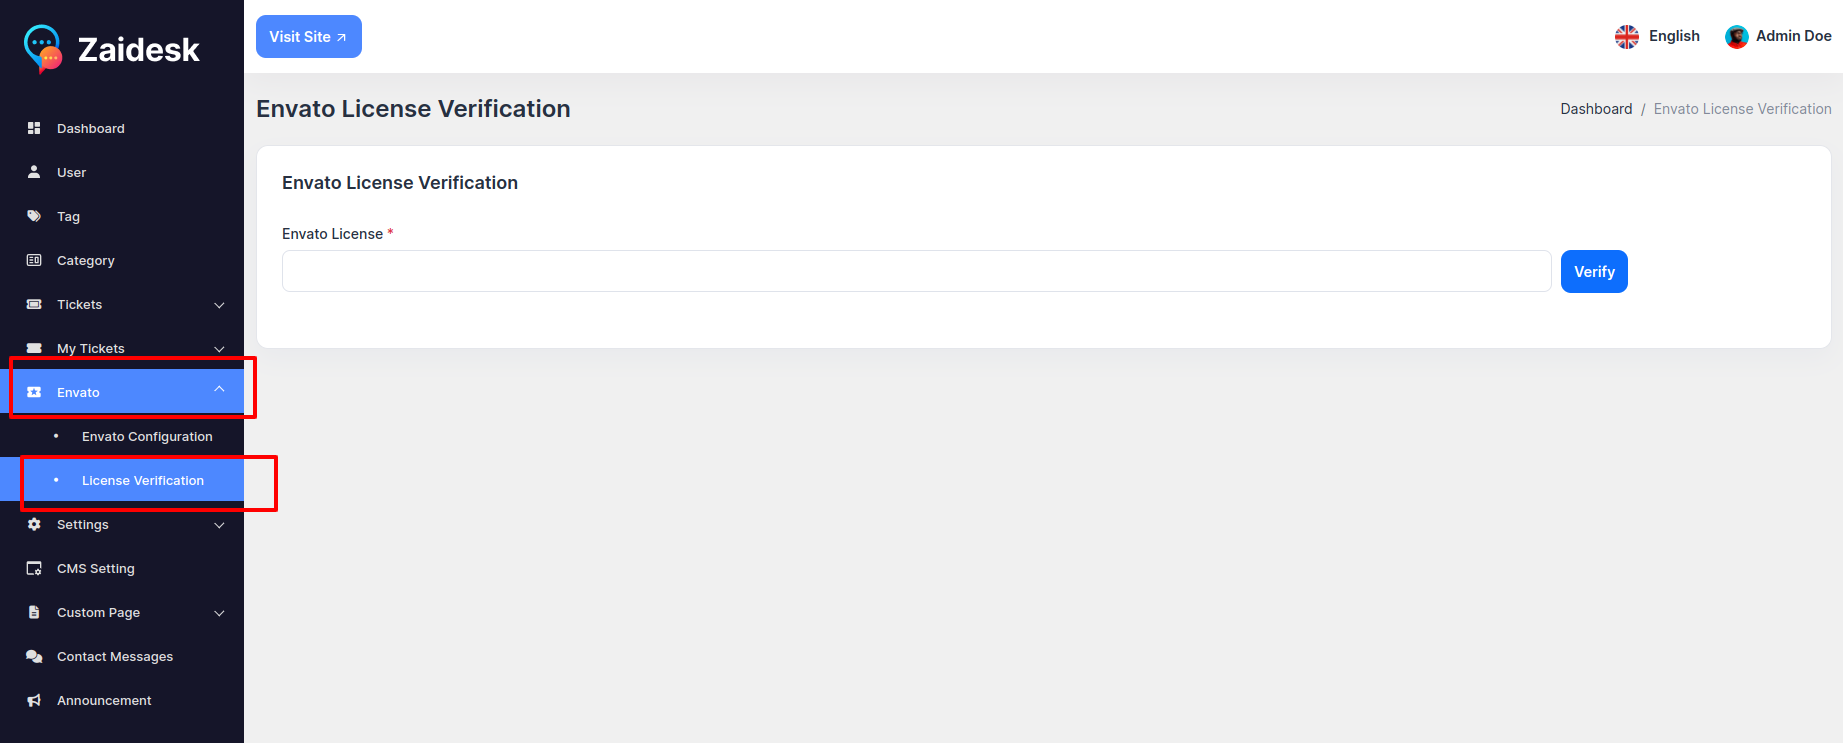 Zaidesk
Visit Site
English
Admin Doe
Dashboard
User
Tag
Category
Tickets
My Tickets
Envato
Envato Configuration
License Verification
Settings
CMS Setting
Custom Page
Contact Messages
Announcement
Envato License Verification
Dashboard / Envato License Verification
Envato License Verification
Envato License *
Verify